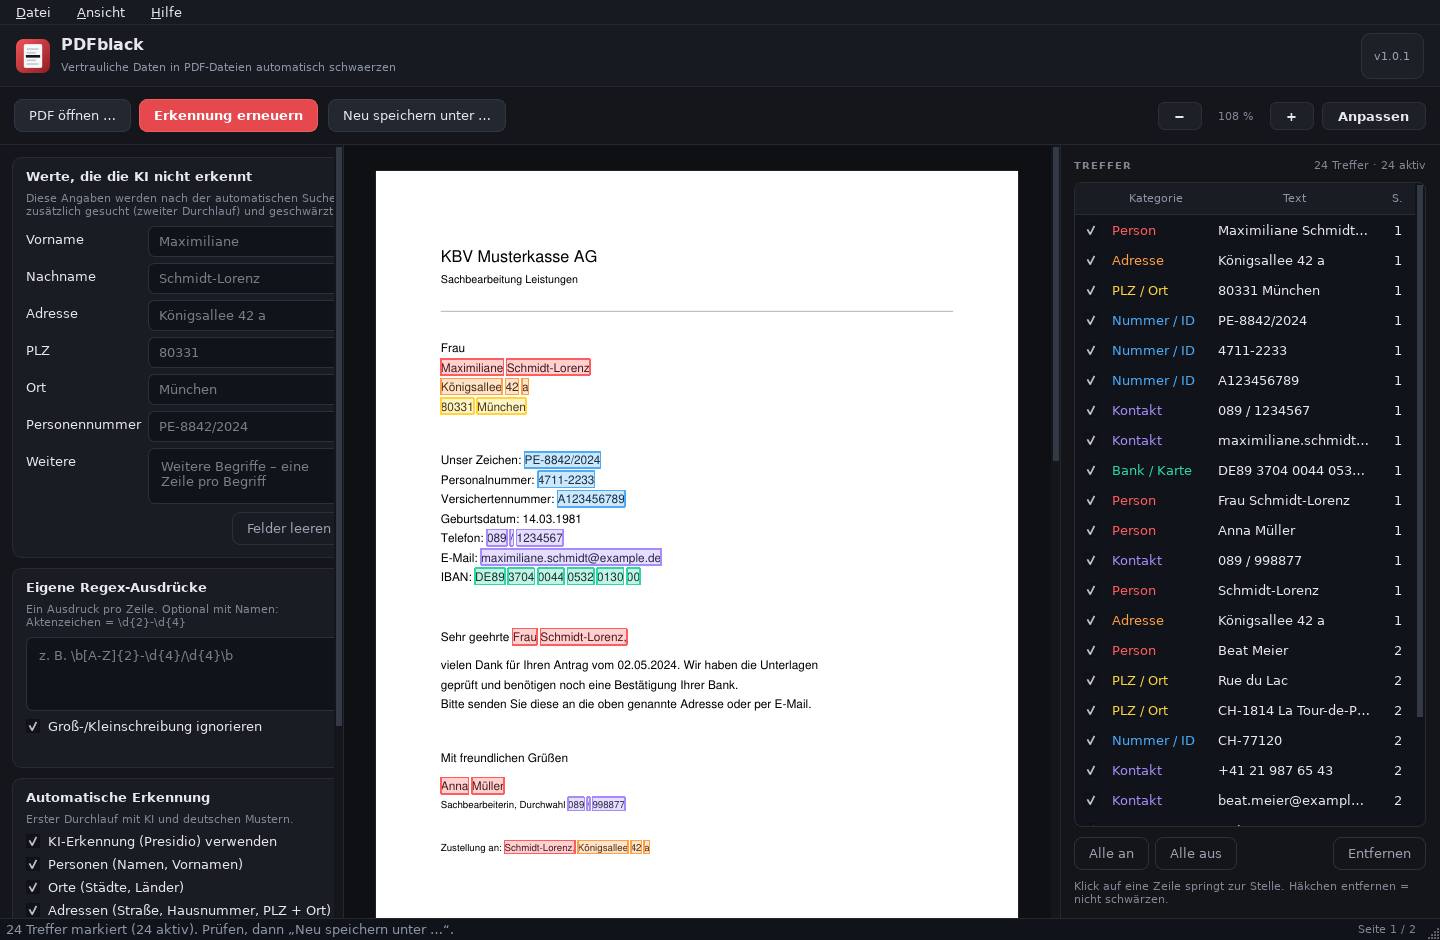 Datei Ansicht Hilfe
PDFblack
Vertrauliche Daten in PDF-Dateien automatisch schwaerzen
v1.0.1
PDF öffnen ...
Erkennung erneuern
Neu speichern unter ...
−
108 %
+
Anpassen
Werte, die die KI nicht erkennt
Diese Angaben werden nach der automatischen Suche
zusätzlich gesucht (zweiter Durchlauf) und geschwärzt
Vorname Maximiliane
Nachname Schmidt-Lorenz
Adresse Königsallee 42 a
PLZ 80331
Ort München
Personennummer PE-8842/2024
Weitere Weitere Begriffe – eine
Zeile pro Begriff
Felder leeren
Eigene Regex-Ausdrücke
Ein Ausdruck pro Zeile. Optional mit Namen:
Aktenzeichen = \d{2}-\d{4}
z. B. \b[A-Z]{2}-\d{4}/\d{4}\b
Groß-/Kleinschreibung ignorieren
Automatische Erkennung
Erster Durchlauf mit KI und deutschen Mustern.
KI-Erkennung (Presidio) verwenden
Personen (Namen, Vornamen)
Orte (Städte, Länder)
Adressen (Straße, Hausnummer, PLZ + Ort)
KBV Musterkasse AG
Sachbearbeitung Leistungen
Frau
Maximiliane Schmidt-Lorenz
Königsallee 42 a
80331 München
Unser Zeichen: PE-8842/2024
Personalnummer: 4711-2233
Versichertennummer: A123456789
Geburtsdatum: 14.03.1981
Telefon: 089 / 1234567
E-Mail: maximiliane.schmidt@example.de
IBAN: DE89 3704 0044 0532 0130 00
Sehr geehrte Frau Schmidt-Lorenz,
vielen Dank für Ihren Antrag vom 02.05.2024. Wir haben die Unterlagen
geprüft und benötigen noch eine Bestätigung Ihrer Bank.
Bitte senden Sie diese an die oben genannte Adresse oder per E-Mail.
Mit freundlichen Grüßen
Anna Müller
Sachbearbeiterin, Durchwahl 089 / 998877
Zustellung an: Schmidt-Lorenz, Königsallee 42 a
TREFFER 24 Treffer · 24 aktiv
Kategorie Text S.
Person Maximiliane Schmidt... 1
Adresse Königsallee 42 a 1
PLZ / Ort 80331 München 1
Nummer / ID PE-8842/2024 1
Nummer / ID 4711-2233 1
Nummer / ID A123456789 1
Kontakt 089 / 1234567 1
Kontakt maximiliane.schmidt... 1
Bank / Karte DE89 3704 0044 053... 1
Person Frau Schmidt-Lorenz 1
Person Anna Müller 1
Kontakt 089 / 998877 1
Person Schmidt-Lorenz 1
Adresse Königsallee 42 a 1
Person Beat Meier 2
PLZ / Ort Rue du Lac 2
PLZ / Ort CH-1814 La Tour-de-P... 2
Nummer / ID CH-77120 2
Kontakt +41 21 987 65 43 2
Kontakt beat.meier@exampl... 2
Alle an
Alle aus
Entfernen
Klick auf eine Zeile springt zur Stelle. Häkchen entfernen =
nicht schwärzen.
24 Treffer markiert (24 aktiv). Prüfen, dann „Neu speichern unter ...“.
Seite 1 / 2